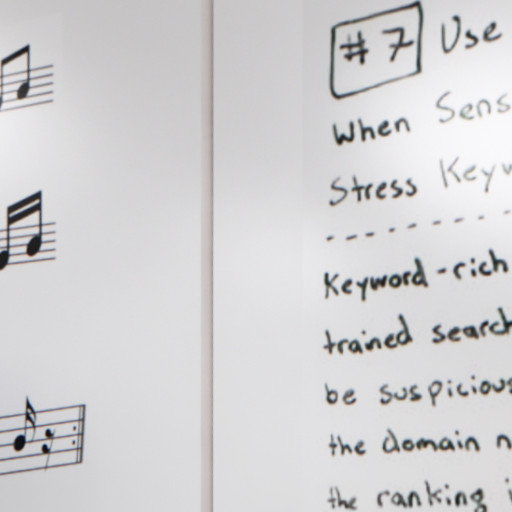 #7 Use
When Sens
Stress Keyw
Keyword-rich
trained search
be suspicious
the domain n
the ranking i